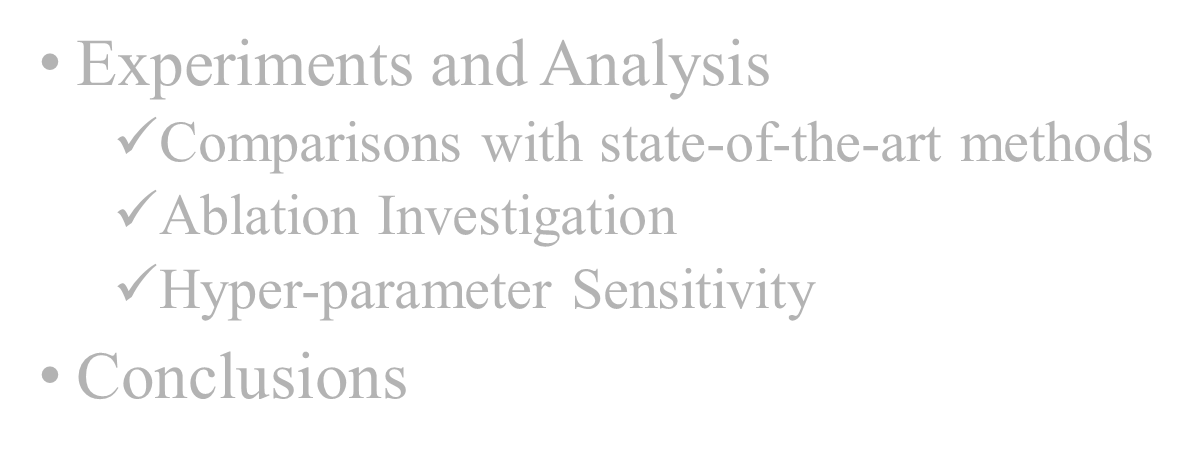 • Experiments and Analysis
✓Comparisons with state-of-the-art methods
✓Ablation Investigation
✓Hyper-parameter Sensitivity
• Conclusions